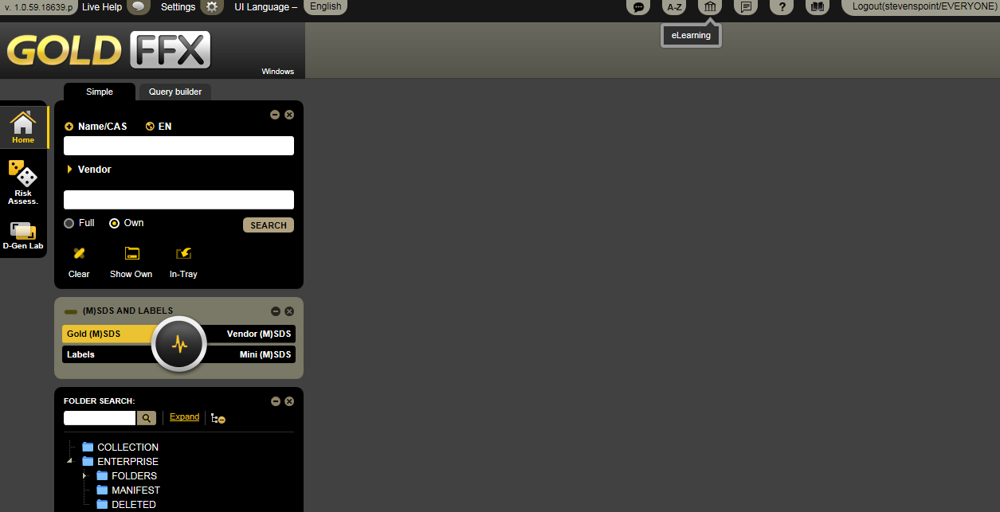 v. 1.0.59.18639.p Live Help Settings UI Language – English A-Z ? Logout(stevenspoint/EVERYONE)
eLearning
GOLD FFX
Windows
Simple Query builder
Name/CAS EN
Home
Vendor
Risk
Assess.
Full Own SEARCH
D-Gen Lab
Clear Show Own In-Tray
(M)SDS AND LABELS
Gold (M)SDS Vendor (M)SDS
Labels Mini (M)SDS
FOLDER SEARCH:
Expand
COLLECTION
ENTERPRISE
FOLDERS
MANIFEST
DELETED